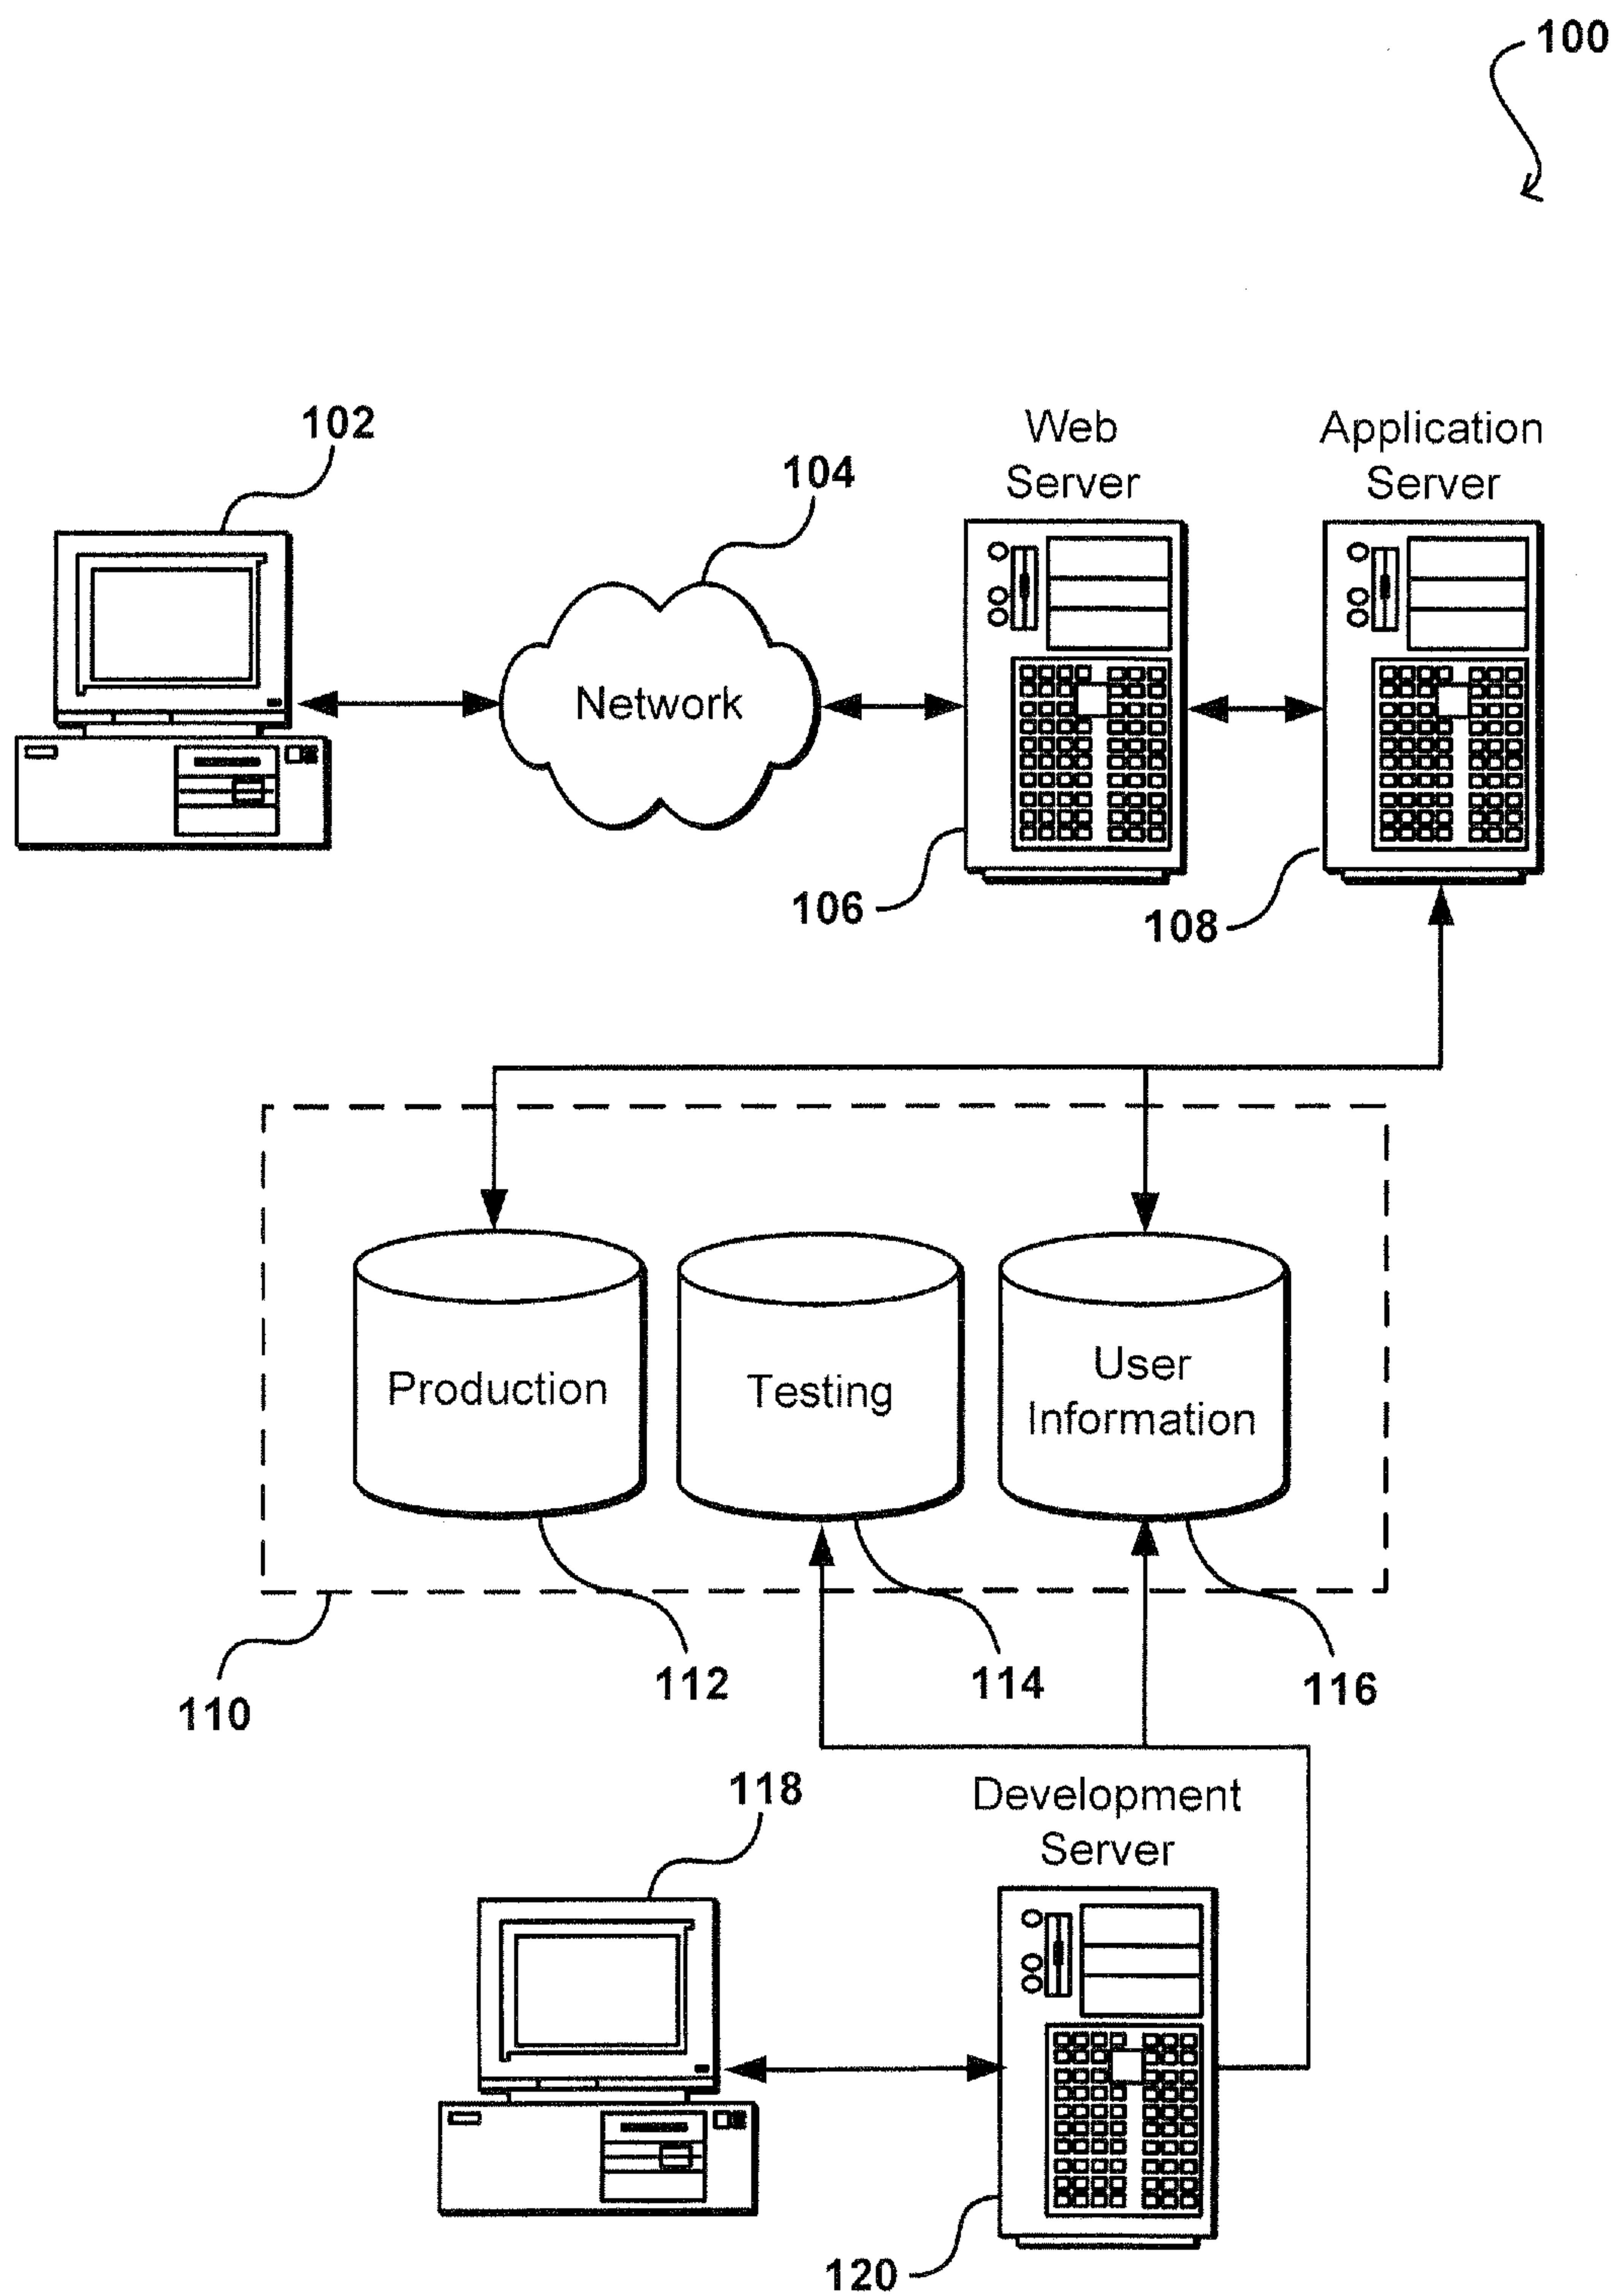 100
102
104
Web
Server
Application
Server
Network
106
108
Production
Testing
User
Information
110
112
114
116
118
Development
Server
120